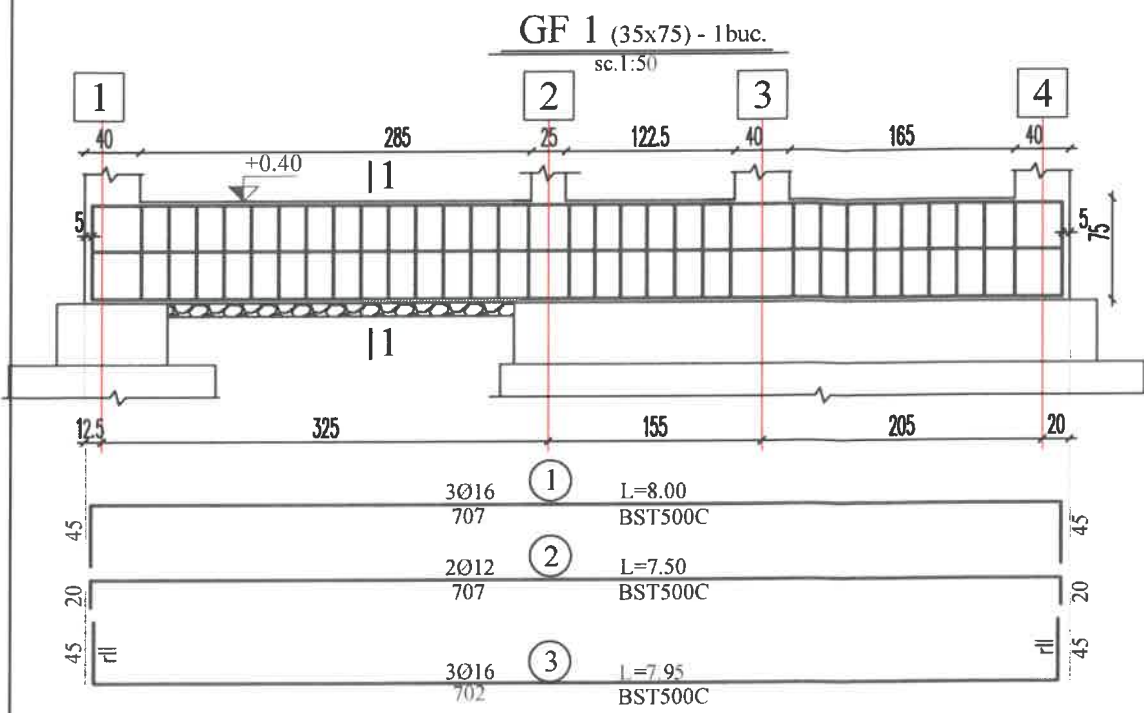 GF 1 (35x75) - 1buc.
sc.1:50
1 2 3 4
40 285 25 122.5 40 165 40
+0.40
|1
5 5
75
|1
12.5 325 155 205 20
1
3Ø16 L=8.00
707 BST500C
45 45
2
2Ø12 L=7.50
707 BST500C
20 20
3
45 45
3Ø16 L=7.95
702 BST500C